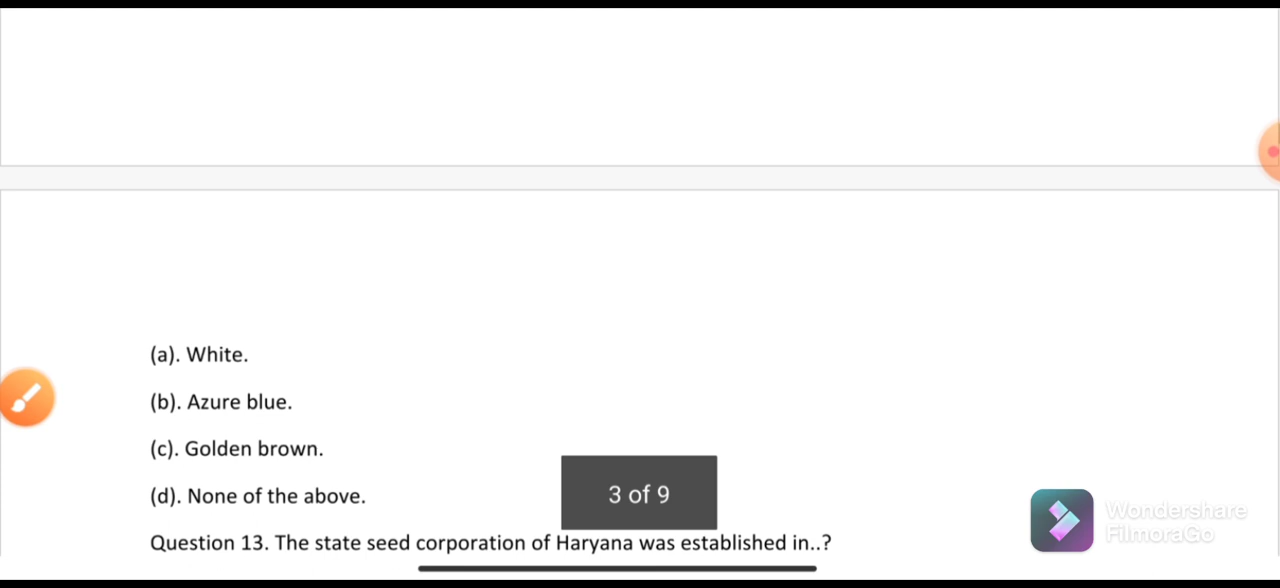 (a). White.
(b). Azure blue.
(c). Golden brown.
(d). None of the above.
3 of 9
Question 13. The state seed corporation of Haryana was established in..?
Wondershare
FilmoraGo